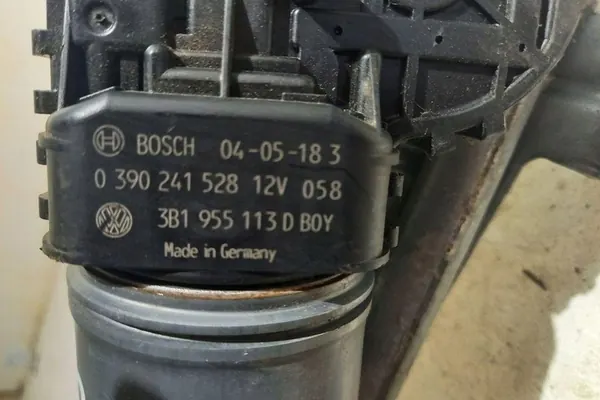 BOSCH 04-05-18 3
0 390 241 528 12V 058
3B1 955 113 D BOY
Made in Germany